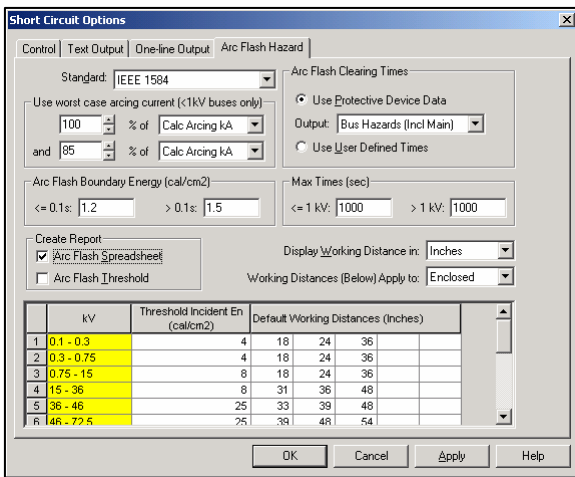 Short Circuit Options
Control
Text Output
One-line Output
Arc Flash Hazard
Standard: IEEE 1584
Use worst case arcing current (<1kV buses only)
100 % of Calc Arcing kA
and 85 % of Calc Arcing kA
Arc Flash Clearing Times
Use Protective Device Data
Output: Bus Hazards (Incl Main)
Use User Defined Times
Arc Flash Boundary Energy (cal/cm2)
<= 0.1s: 1.2 > 0.1s: 1.5
Max Times (sec)
<= 1 kV: 1000 > 1 kV: 1000
Create Report
Arc Flash Spreadsheet
Arc Flash Threshold
Display Working Distance in: Inches
Working Distances (Below) Apply to: Enclosed
kV
Threshold Incident En
(cal/cm2)
Default Working Distances (Inches)
1 0.1 - 0.3 4 18 24 36
2 0.3 - 0.75 4 18 24 36
3 0.75 - 15 8 18 24 36
4 15 - 36 8 31 36 48
5 36 - 46 25 33 39 48
6 46 - 72.5 25 39 48 54
OK
Cancel
Apply
Help